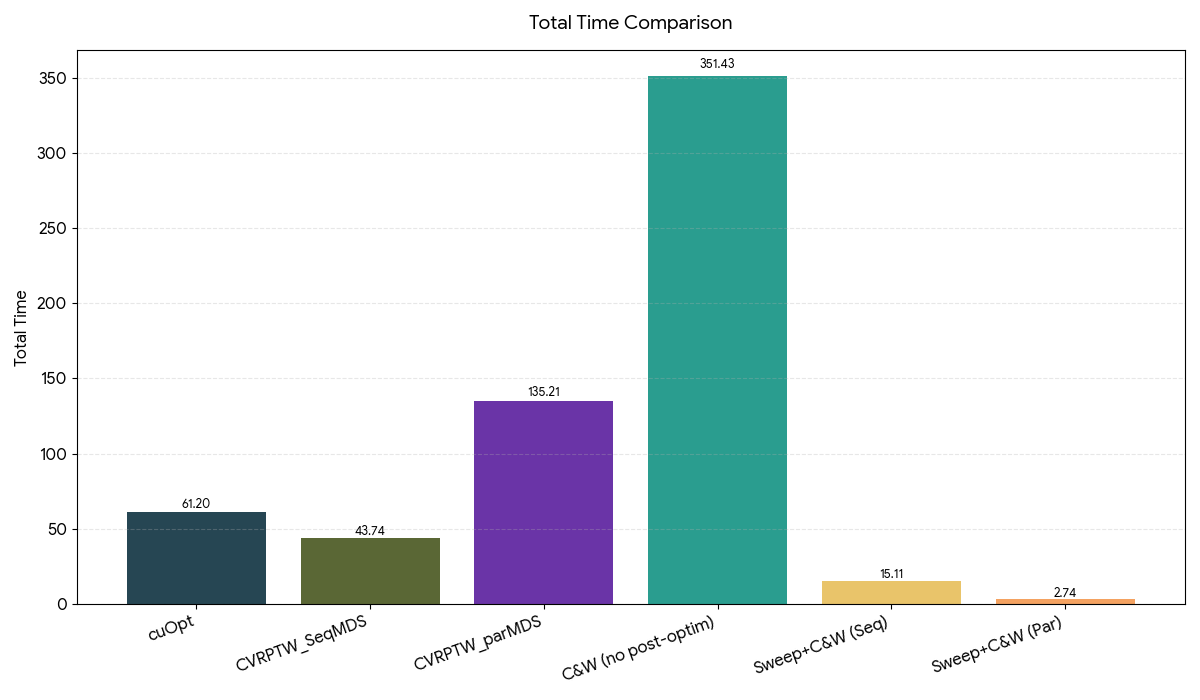 Total Time Comparison
Total Time
350
300
250
200
150
100
50
0
61.20
43.74
135.21
351.43
15.11
2.74
cuOpt
CVRPTW_SeqMDS
CVRPTW_parMDS
C&W (no post-optim)
Sweep+C&W (Seq)
Sweep+C&W (Par)